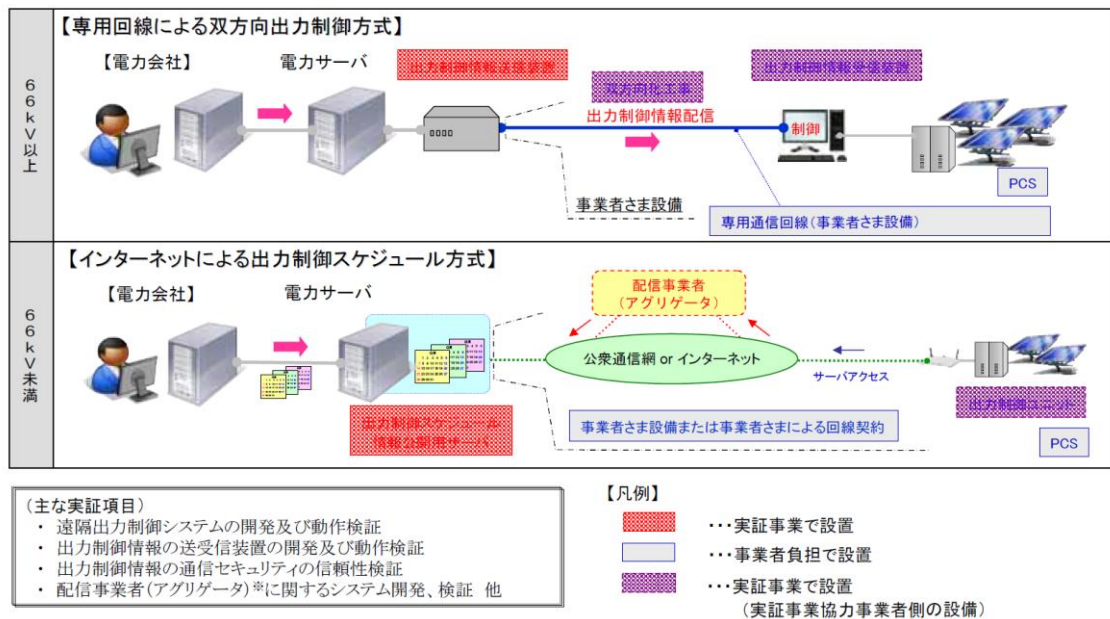 66kV以上
【専用回線による双方向出力制御方式】
【電力会社】
電力サーバ
出力制御情報送信装置
双方向化工事
出力制御情報配信
出力制御情報受信装置
制御
PCS
事業者さま設備
専用通信回線(事業者さま設備)
66kV未満
【インターネットによる出力制御スケジュール方式】
【電力会社】
電力サーバ
配信事業者
(アグリゲータ)
公衆通信網 or インターネット
サーバアクセス
出力制御スケジュール
情報公開用サーバ
事業者さま設備または事業者さまによる回線契約
出力制御ユニット
PCS
(主な実証項目)
・ 遠隔出力制御システムの開発及び動作検証
・ 出力制御情報の送受信装置の開発及び動作検証
・ 出力制御情報の通信セキュリティの信頼性検証
・ 配信事業者(アグリゲータ)※に関するシステム開発、検証 他
【凡例】
・・・実証事業で設置
・・・事業者負担で設置
・・・実証事業で設置
(実証事業協力事業者側の設備)